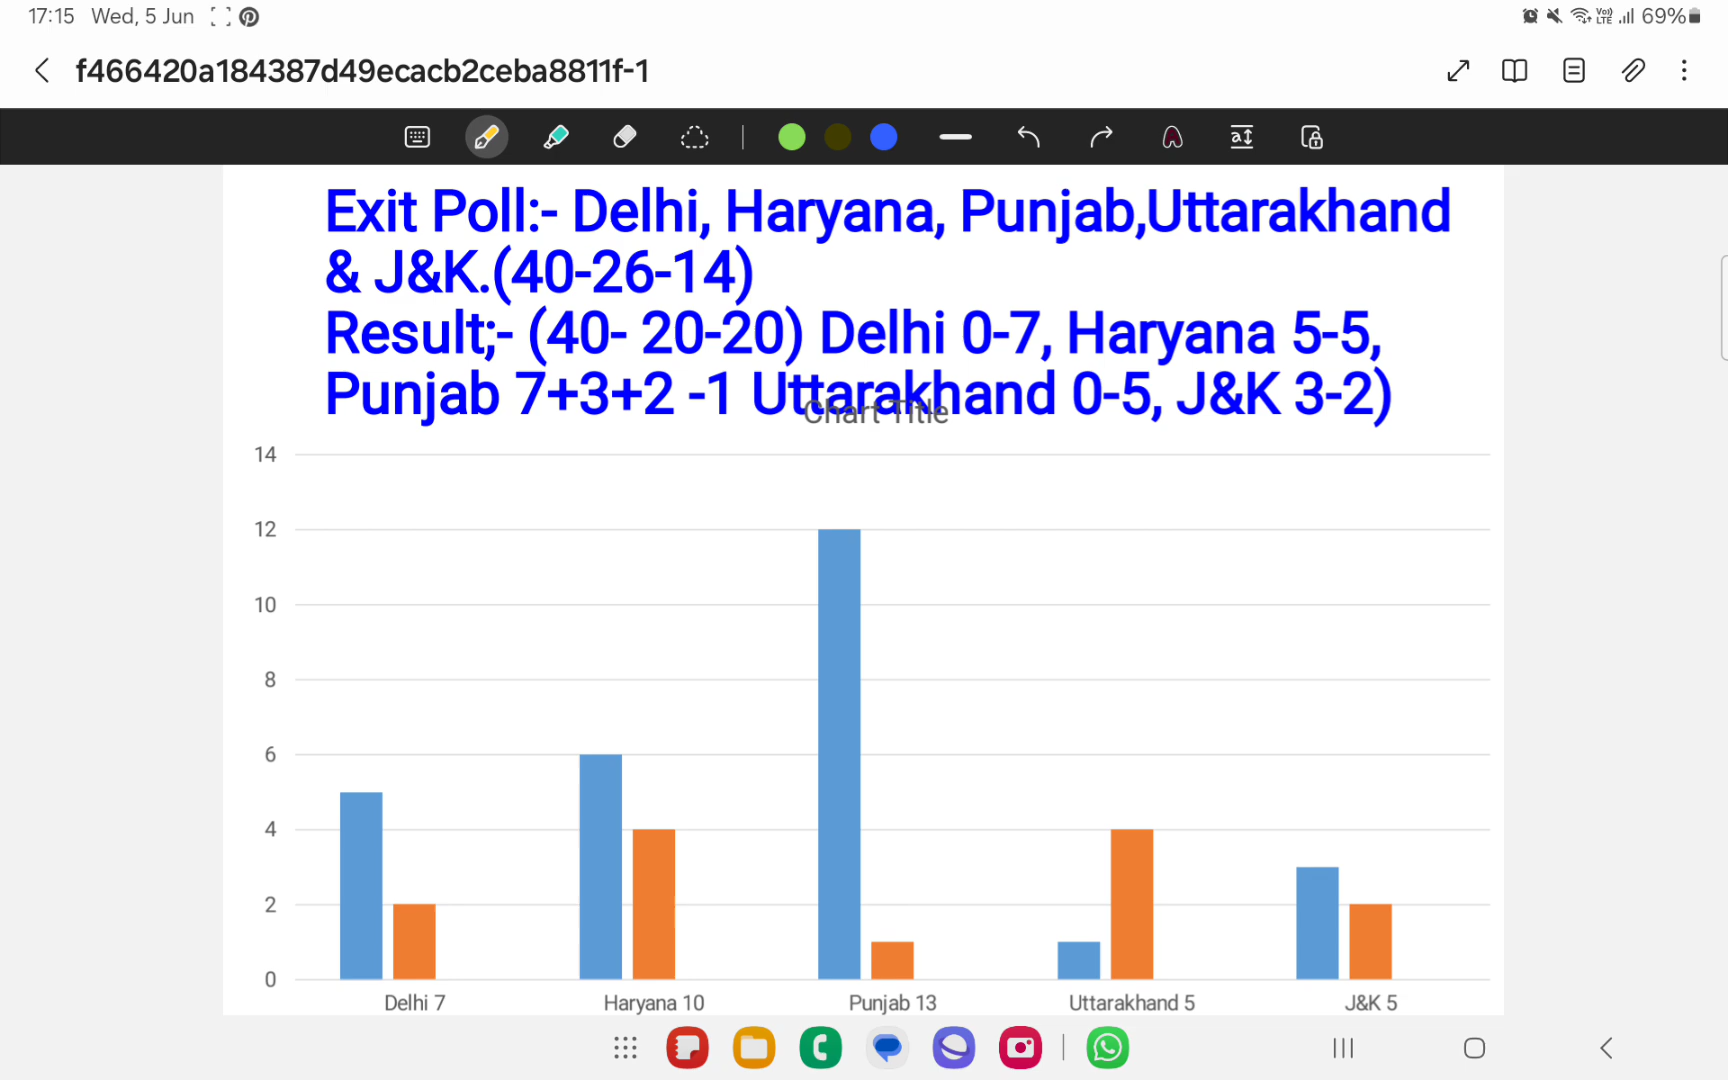 17:15 Wed, 5 Jun
Vo)) LTE 69%
f466420a184387d49ecacb2ceba8811f-1
Exit Poll:- Delhi, Haryana, Punjab,Uttarakhand
& J&K.(40-26-14)
Result;- (40- 20-20) Delhi 0-7, Haryana 5-5,
Punjab 7+3+2 -1 Uttarakhand 0-5, J&K 3-2)
Chart Title
14
12
10
8
6
4
2
0
Delhi 7 Haryana 10 Punjab 13 Uttarakhand 5 J&K 5